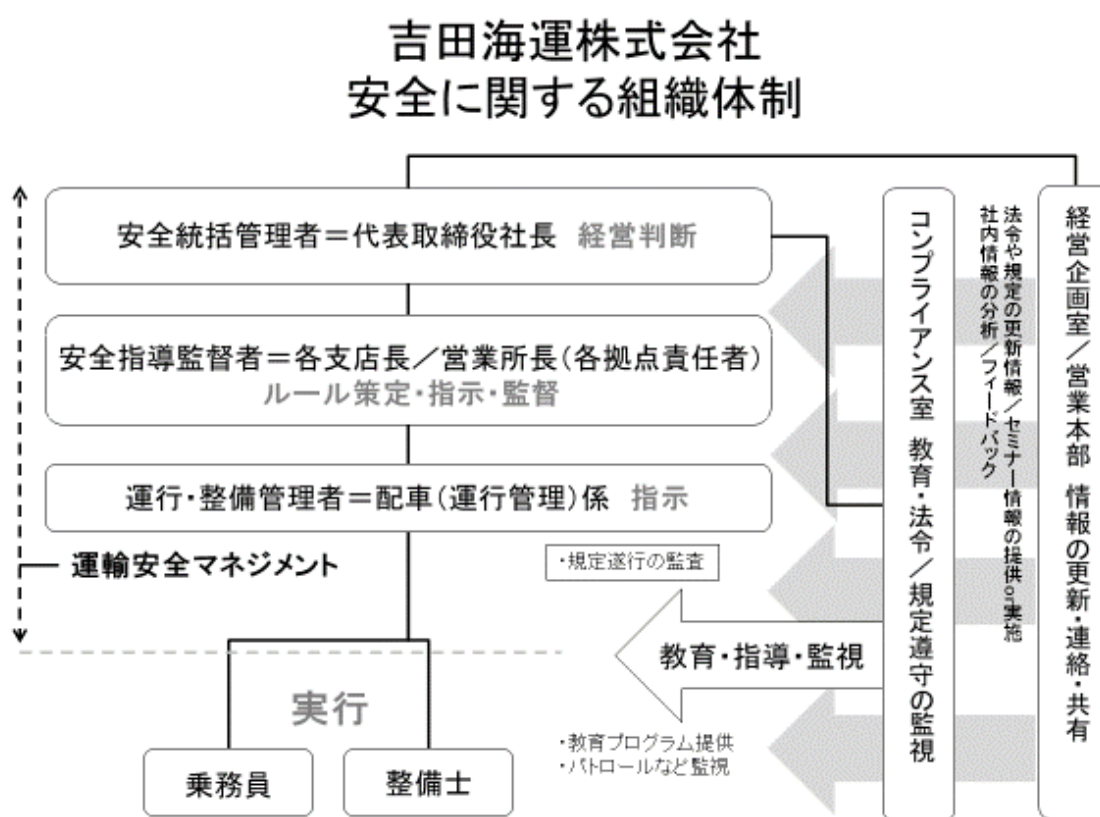 吉田海運株式会社
安全に関する組織体制
安全統括管理者＝代表取締役社長 経営判断
安全指導監督者＝各支店長／営業所長(各拠点責任者)
ルール策定・指示・監督
運行・整備管理者＝配車(運行管理)係 指示
運輸安全マネジメント
・規定遂行の監査
教育・指導・監視
・教育プログラム提供
・パトロールなど監視
実行
乗務員
整備士
コンプライアンス室 教育・法令／規定遵守の監視
法令や規定の更新情報／セミナー情報の提供or実施
社内情報の分析／フィードバック
経営企画室／営業本部 情報の更新・連絡・共有